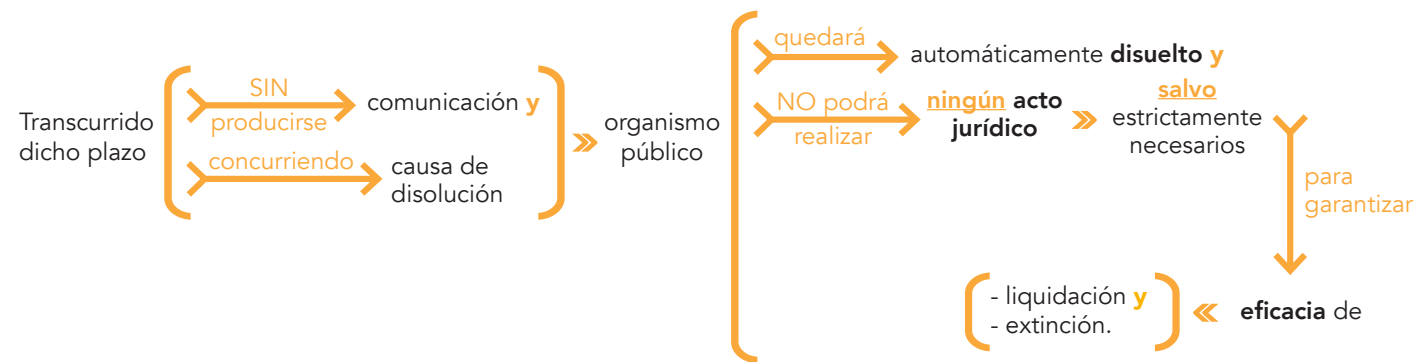 Transcurrido
dicho plazo
SIN
producirse
comunicación y
concurriendo
causa de
disolución
organismo
público
quedará
automáticamente disuelto y
NO podrá
realizar
ningún acto
jurídico
salvo
estrictamente
necesarios
para
garantizar
eficacia de
- liquidación y
- extinción.